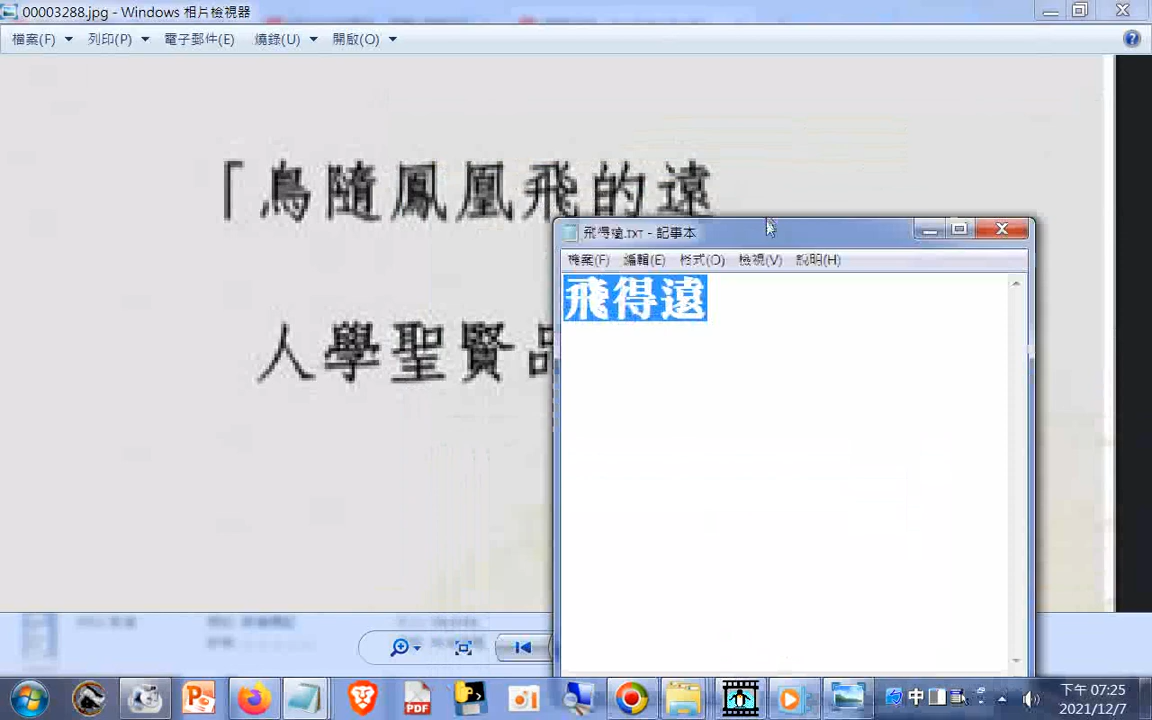 00003288.jpg - Windows 相片檢視器
檔案(F) 列印(P) 電子郵件(E) 燒錄(U) 開啟(O)
「鳥隨鳳凰飛的遠
飛得遠.TXT - 記事本
檔案(F) 編輯(E) 格式(O) 檢視(V) 說明(H)
飛得遠
人學聖賢品
中
下午 07:25
2021/12/7